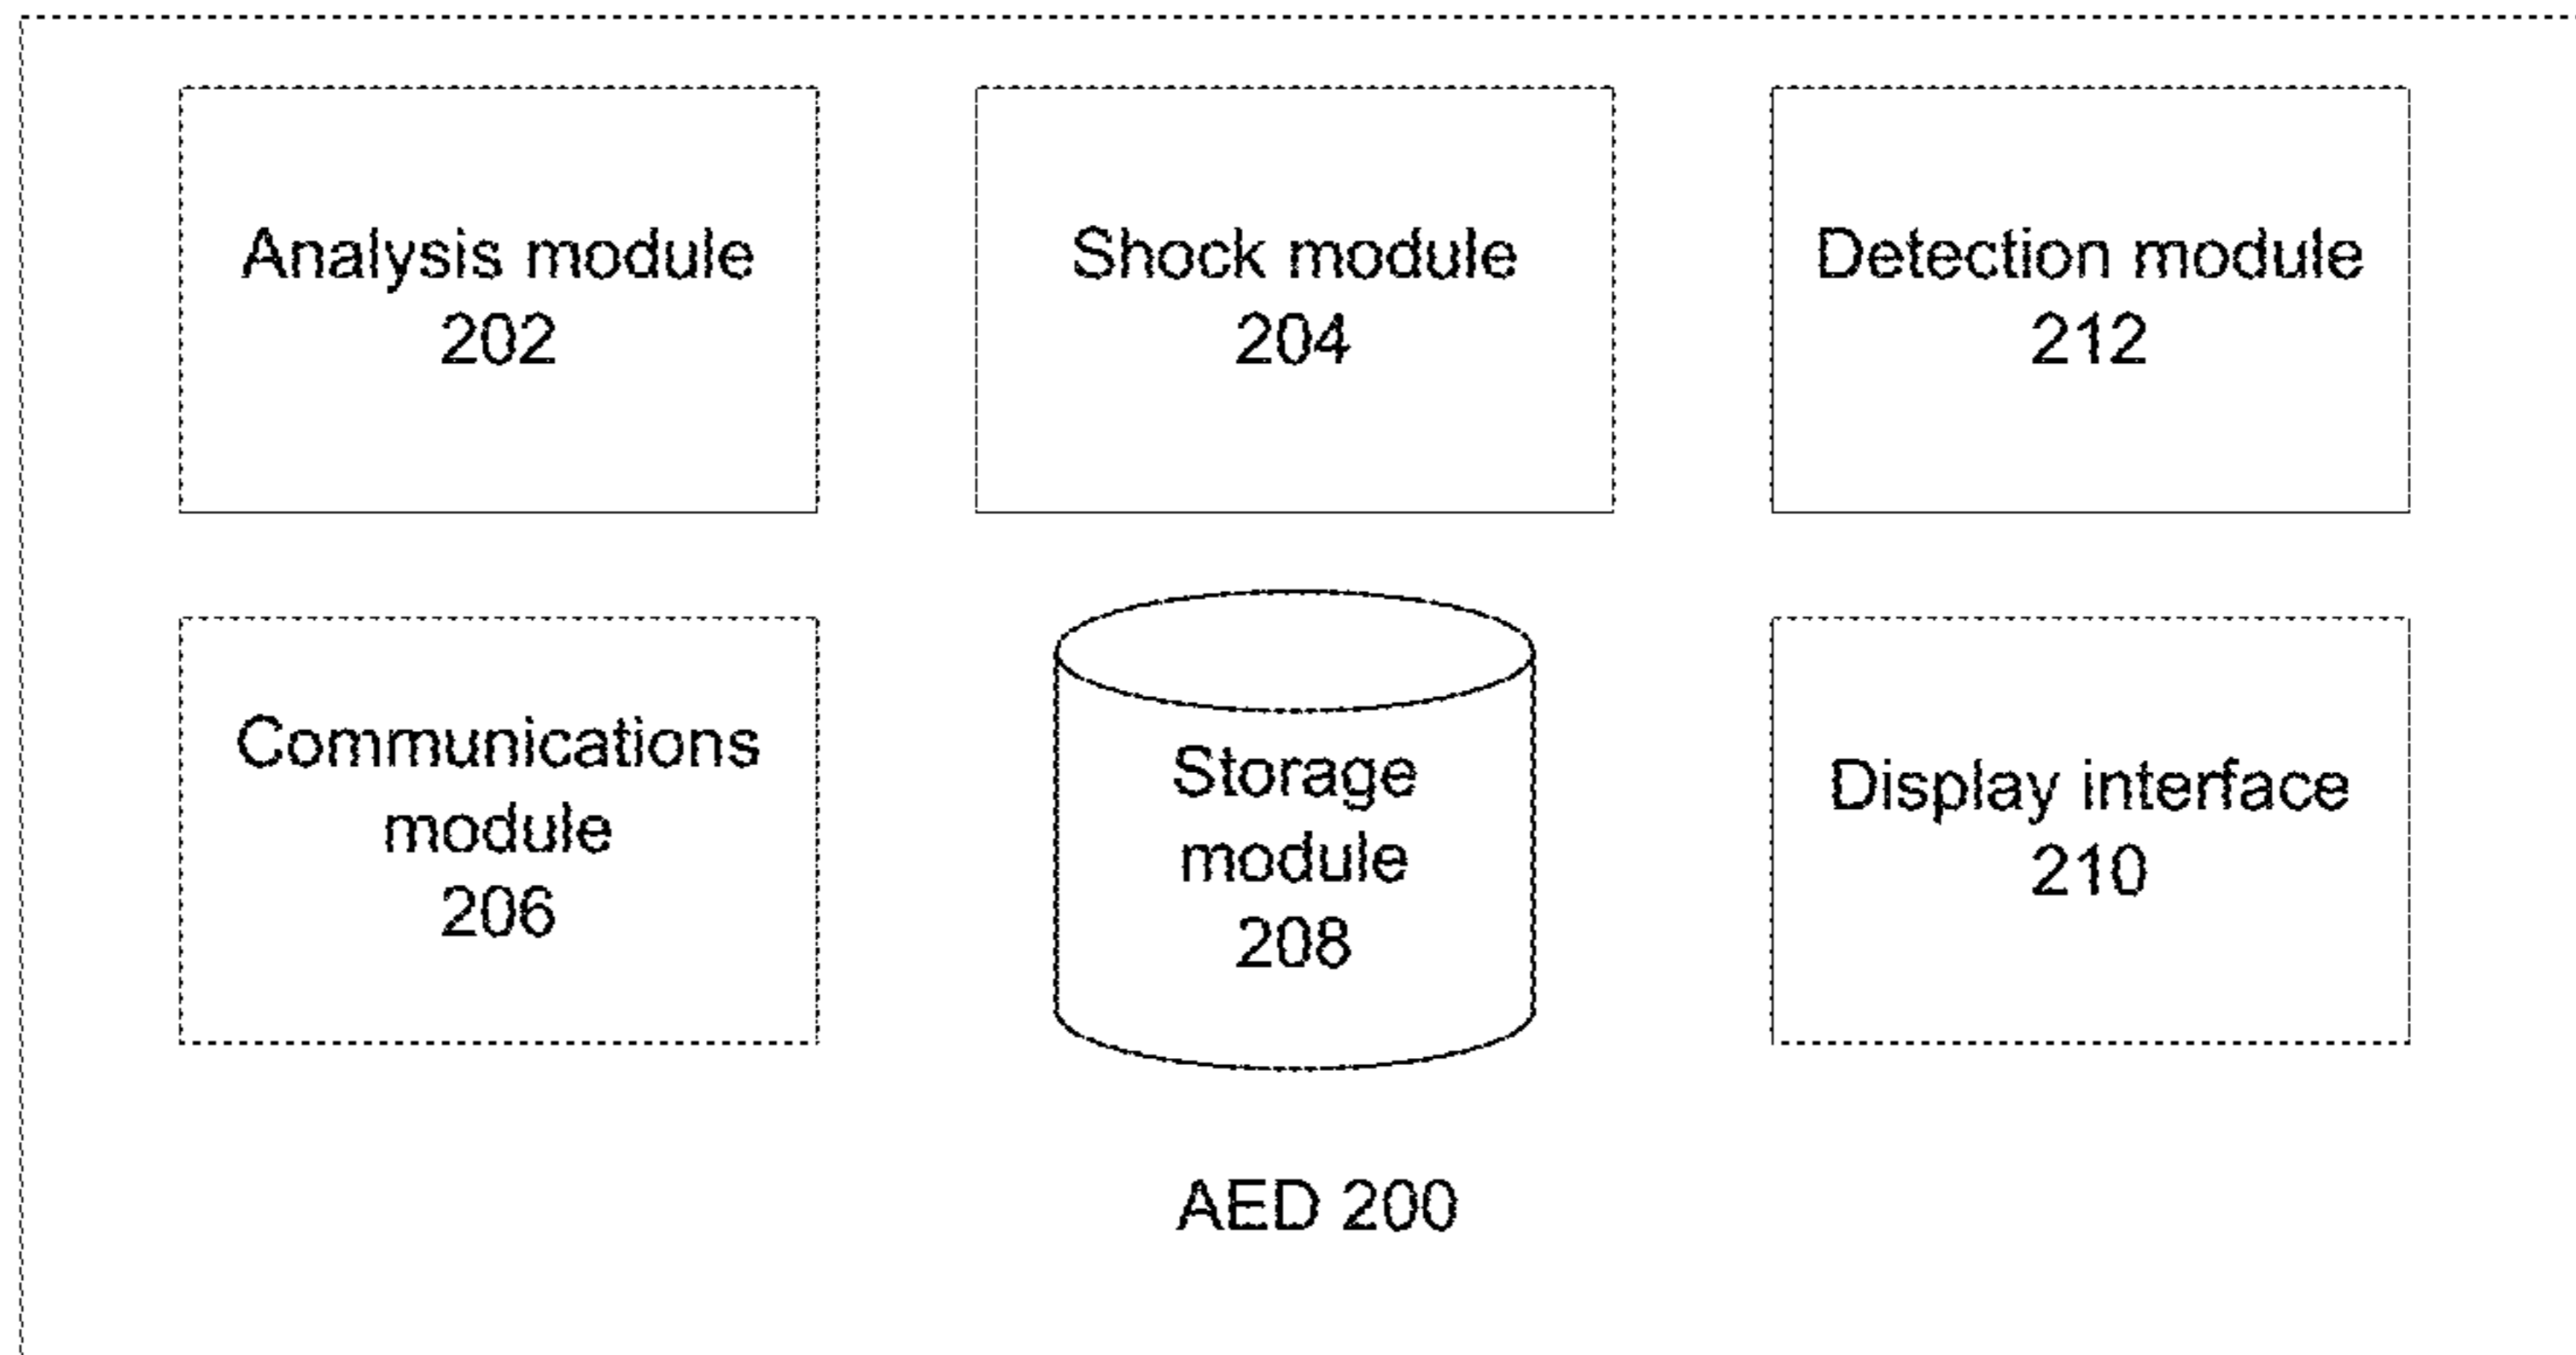 Analysis module
202
Shock module
204
Detection module
212
Communications
module
206
Storage
module
208
Display interface
210
AED 200